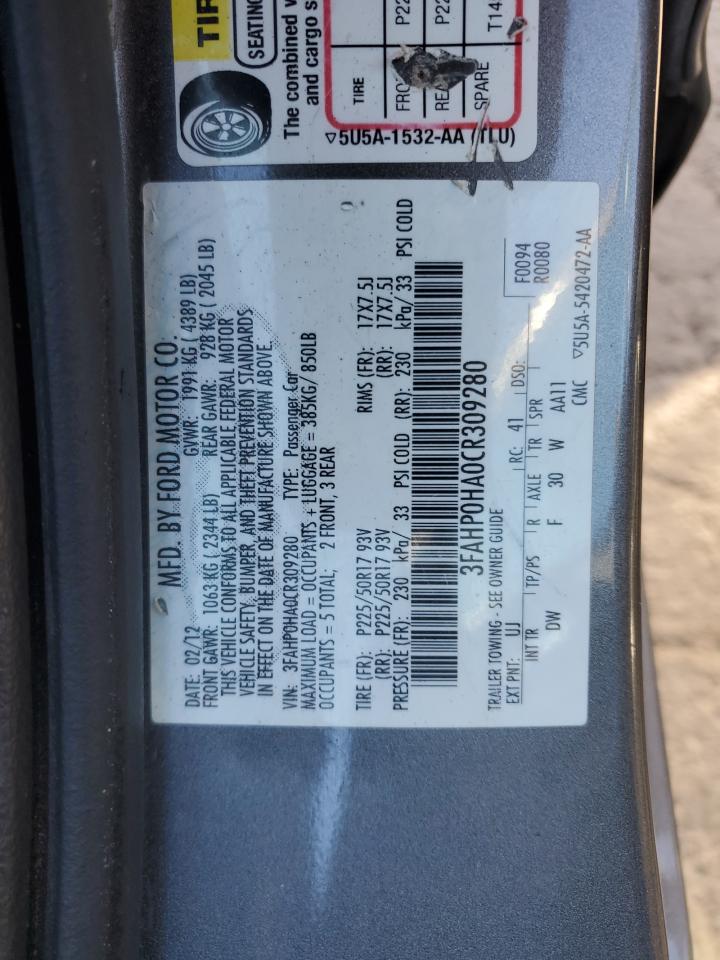 TIR
SEATING
The combined
and cargo
TIRE
FRO P22
REA P22
SPARE T14
▽5U5A-1532-AA (TLU)
MFD. BY FORD MOTOR CO.
DATE: 02/12 GVWR: 1991 KG ( 4389 LB)
FRONT GAWR: 1063 KG ( 2344 LB) REAR GAWR: 928 KG ( 2045 LB)
THIS VEHICLE CONFORMS TO ALL APPLICABLE FEDERAL MOTOR
VEHICLE SAFETY, BUMPER, AND THEFT PREVENTION STANDARDS
IN EFFECT ON THE DATE OF MANUFACTURE SHOWN ABOVE.
VIN: 3FAHP0HA0CR309280 TYPE: Passenger Car
MAXIMUM LOAD = OCCUPANTS + LUGGAGE = 385KG/ 850LB
OCCUPANTS = 5 TOTAL; 2 FRONT, 3 REAR
TIRE (FR): P225/50R17 93V RIMS (FR): 17X7.5J
(RR): P225/50R17 93V (RR): 17X7.5J
PRESSURE (FR): 230 kPa/ 33 PSI COLD (RR): 230 kPa/ 33 PSI COLD
3FAHP0HA0CR309280
TRAILER TOWING - SEE OWNER GUIDE
EXT PNT: UJ RC: 41 DSO: F0094
R0080
INT TR TP/PS R AXLE TR SPR
DW F 30 W AA11
CMC ▽5U5A-5420472-AA